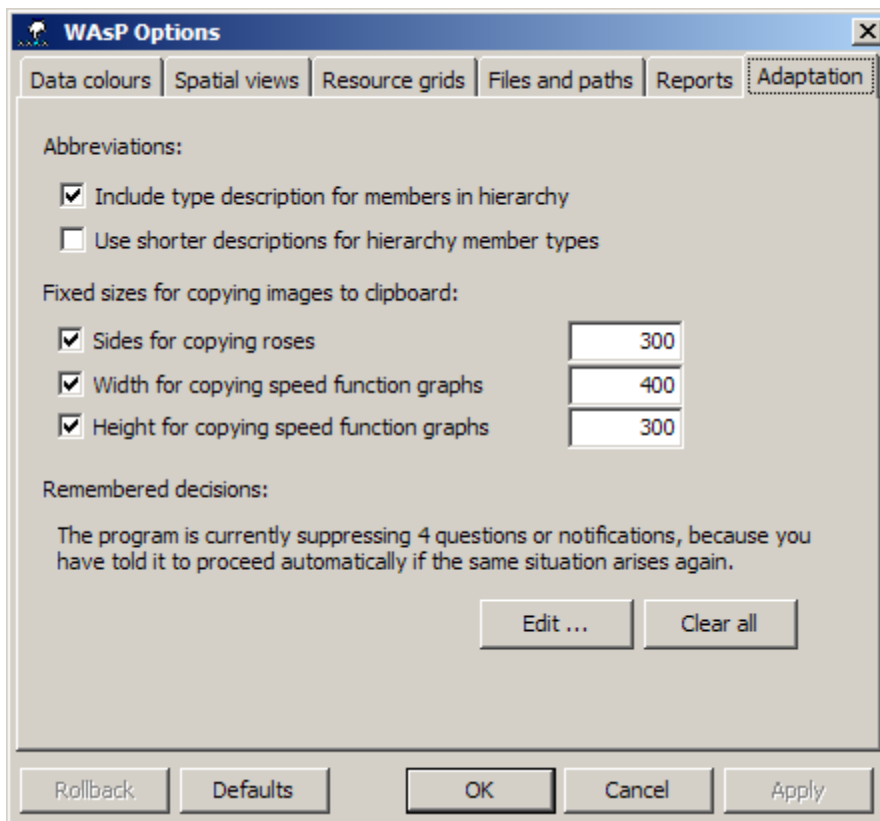 WAsP Options
Data colours Spatial views Resource grids Files and paths Reports Adaptation
Abbreviations:
Include type description for members in hierarchy
Use shorter descriptions for hierarchy member types
Fixed sizes for copying images to clipboard:
Sides for copying roses 300
Width for copying speed function graphs 400
Height for copying speed function graphs 300
Remembered decisions:
The program is currently suppressing 4 questions or notifications, because you
have told it to proceed automatically if the same situation arises again.
Edit ... Clear all
Rollback Defaults OK Cancel Apply